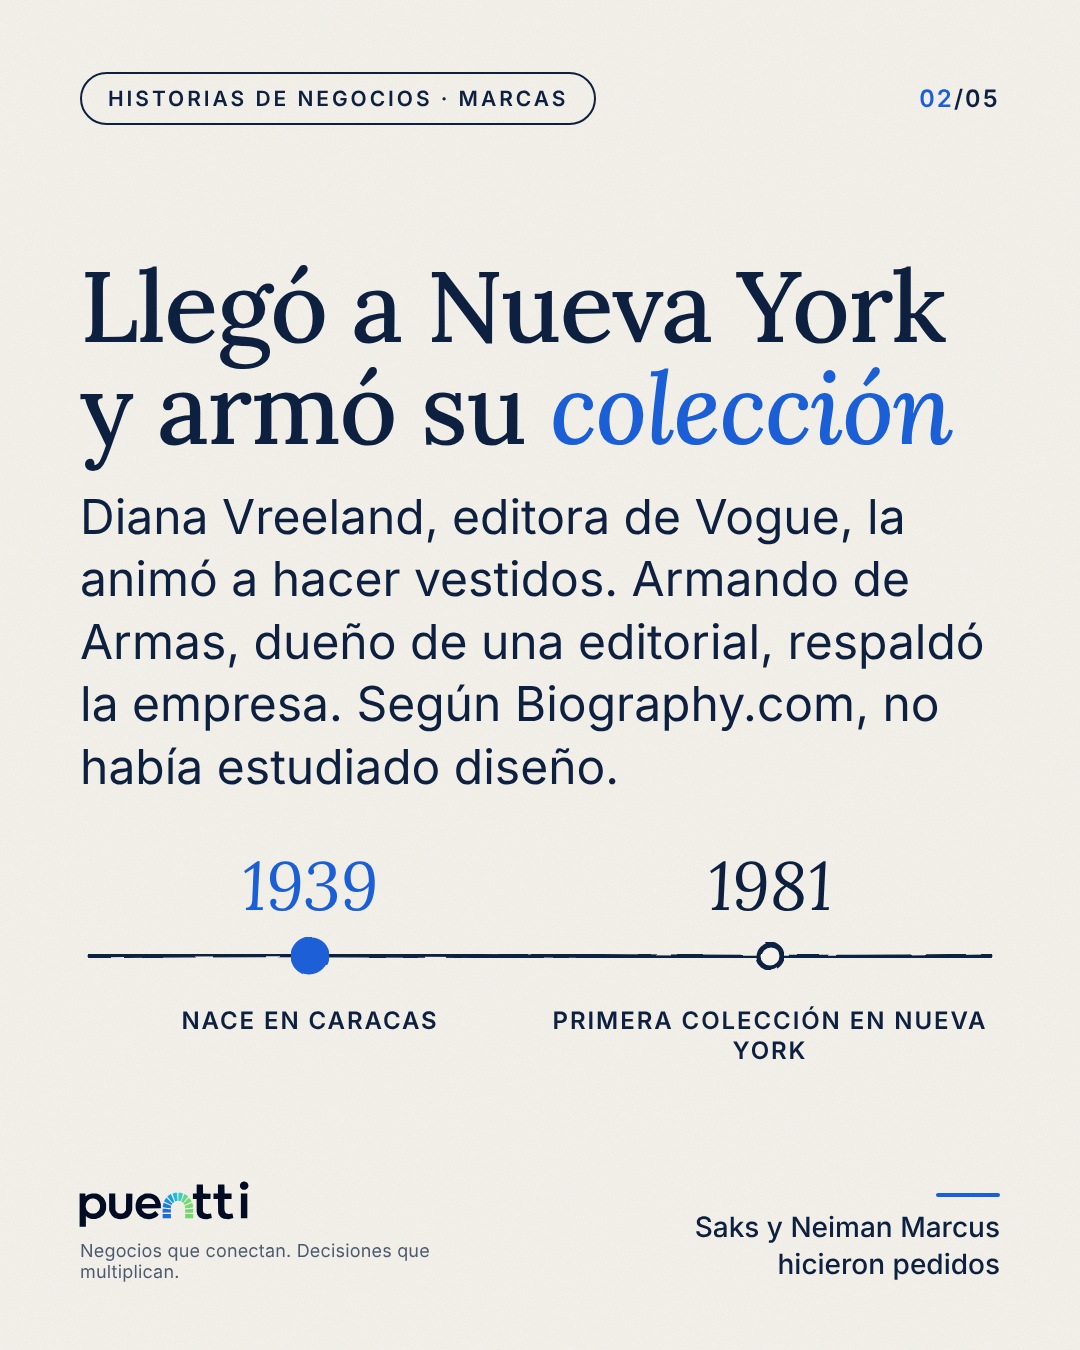 HISTORIAS DE NEGOCIOS · MARCAS
02/05
Llegó a Nueva York
y armó su colección
Diana Vreeland, editora de Vogue, la
animó a hacer vestidos. Armando de
Armas, dueño de una editorial, respaldó
la empresa. Según Biography.com, no
había estudiado diseño.
1939
1981
NACE EN CARACAS
PRIMERA COLECCIÓN EN NUEVA
YORK
puentti
Negocios que conectan. Decisiones que
multiplican.
Saks y Neiman Marcus
hicieron pedidos